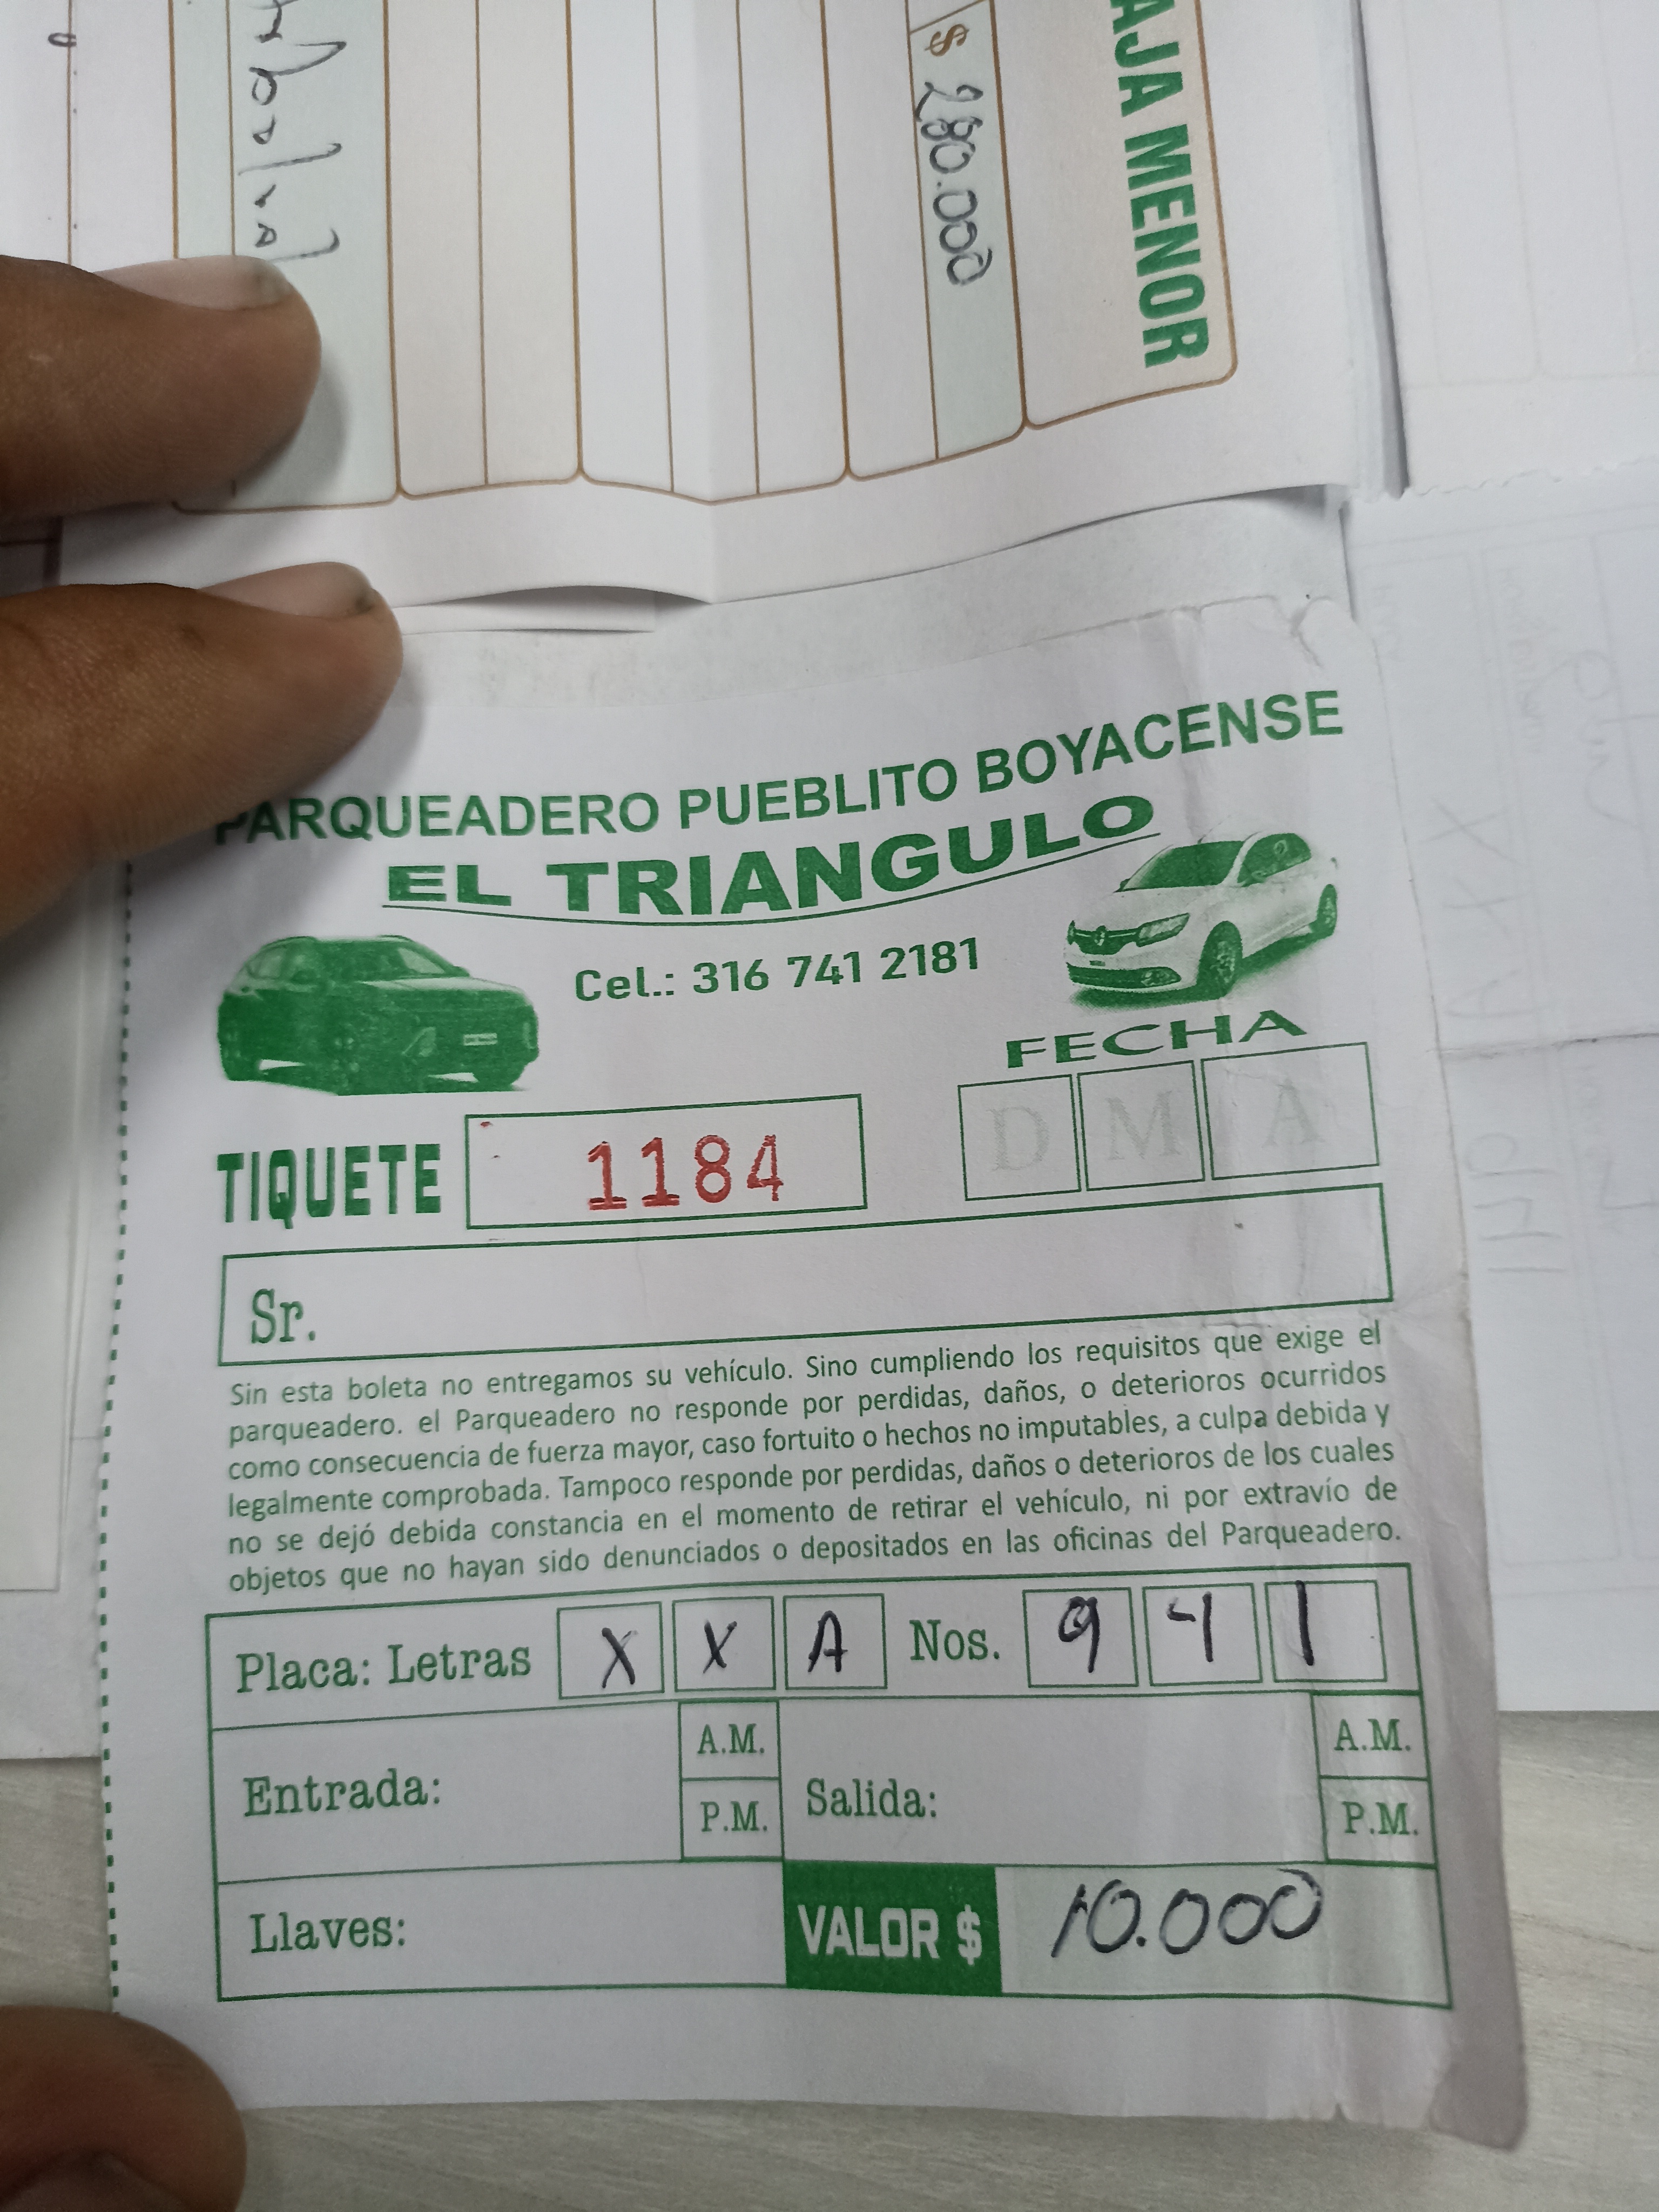 AJA MENOR
$ 280.000
PARQUEADERO PUEBLITO BOYACENSE
EL TRIANGULO
Cel.: 316 741 2181
FECHA
D M A
TIQUETE 1184
Sr.
Sin esta boleta no entregamos su vehículo. Sino cumpliendo los requisitos que exige el
parqueadero. el Parqueadero no responde por perdidas, daños, o deterioros ocurridos
como consecuencia de fuerza mayor, caso fortuito o hechos no imputables, a culpa debida y
legalmente comprobada. Tampoco responde por perdidas, daños o deterioros de los cuales
no se dejó debida constancia en el momento de retirar el vehículo, ni por extravío de
objetos que no hayan sido denunciados o depositados en las oficinas del Parqueadero.
Placa: Letras X X A Nos. 9 4 1
Entrada: A.M. P.M. Salida: A.M. P.M.
Llaves: VALOR $ 10.000